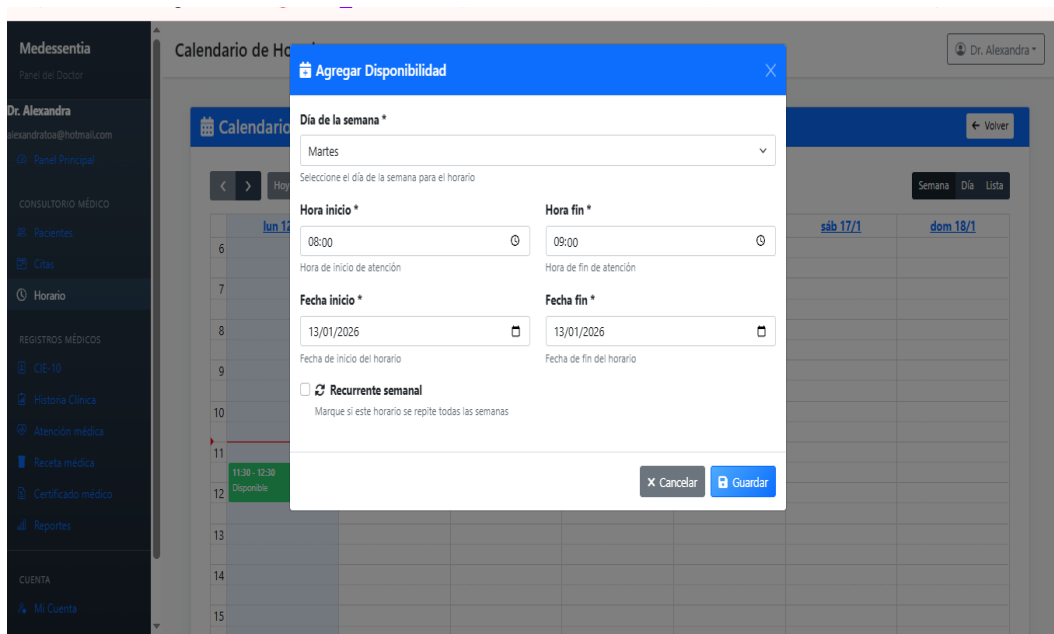 Medessentia
Panel del Doctor
Dr. Alexandra
alexandratoa@hotmail.com
Panel Principal
CONSULTORIO MÉDICO
Pacientes
Citas
Horario
REGISTROS MÉDICOS
CIE-10
Historia Clínica
Atención médica
Receta médica
Certificado médico
Reportes
CUENTA
Mi Cuenta
Calendario de Ho
Dr. Alexandra
Calendario
Volver
Hoy
Semana Día Lista
lun 12
sáb 17/1
dom 18/1
6
7
8
9
10
11
11:30 - 12:30
Disponible
12
13
14
15
Agregar Disponibilidad
Día de la semana *
Martes
Seleccione el día de la semana para el horario
Hora inicio *
Hora fin *
08:00
09:00
Hora de inicio de atención
Hora de fin de atención
Fecha inicio *
Fecha fin *
13/01/2026
13/01/2026
Fecha de inicio del horario
Fecha de fin del horario
Recurrente semanal
Marque si este horario se repite todas las semanas
Cancelar
Guardar